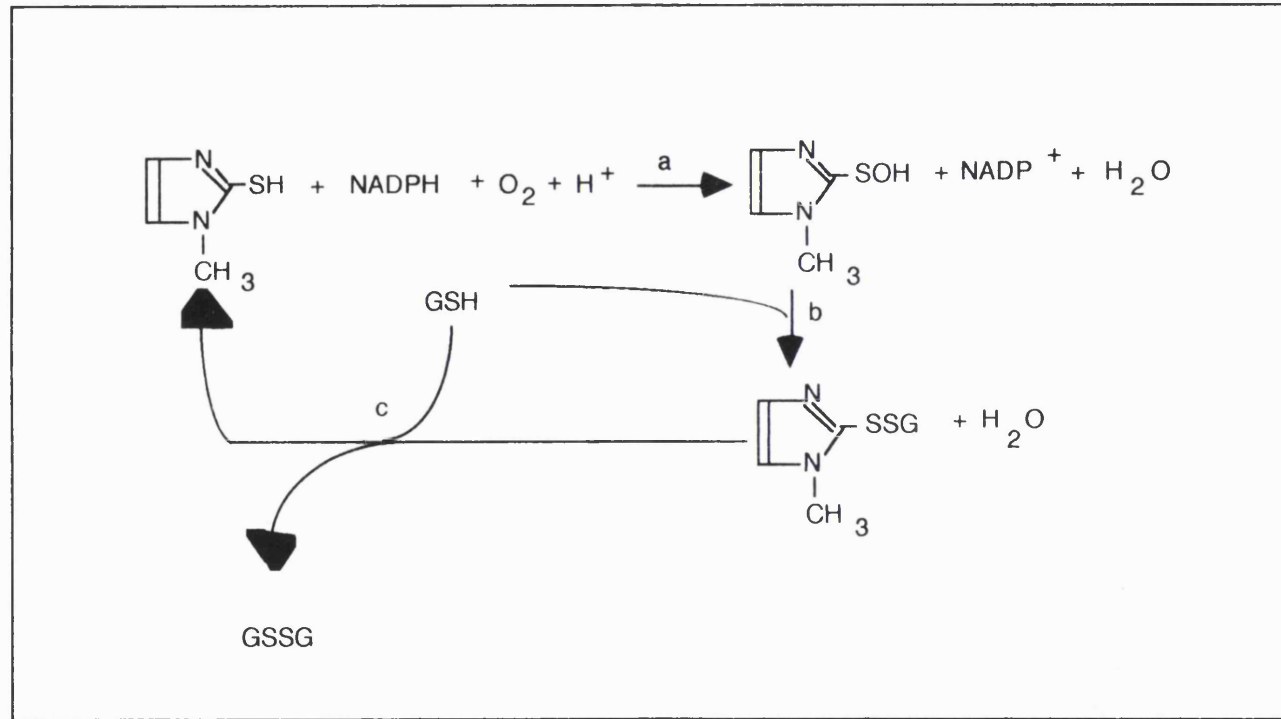 N SH + NADPH + O2 + H+ a N SOH + NADP+ + H2O
N N
CH3 CH3
GSH b
N
c SSG + H2O
N
CH3
GSSG